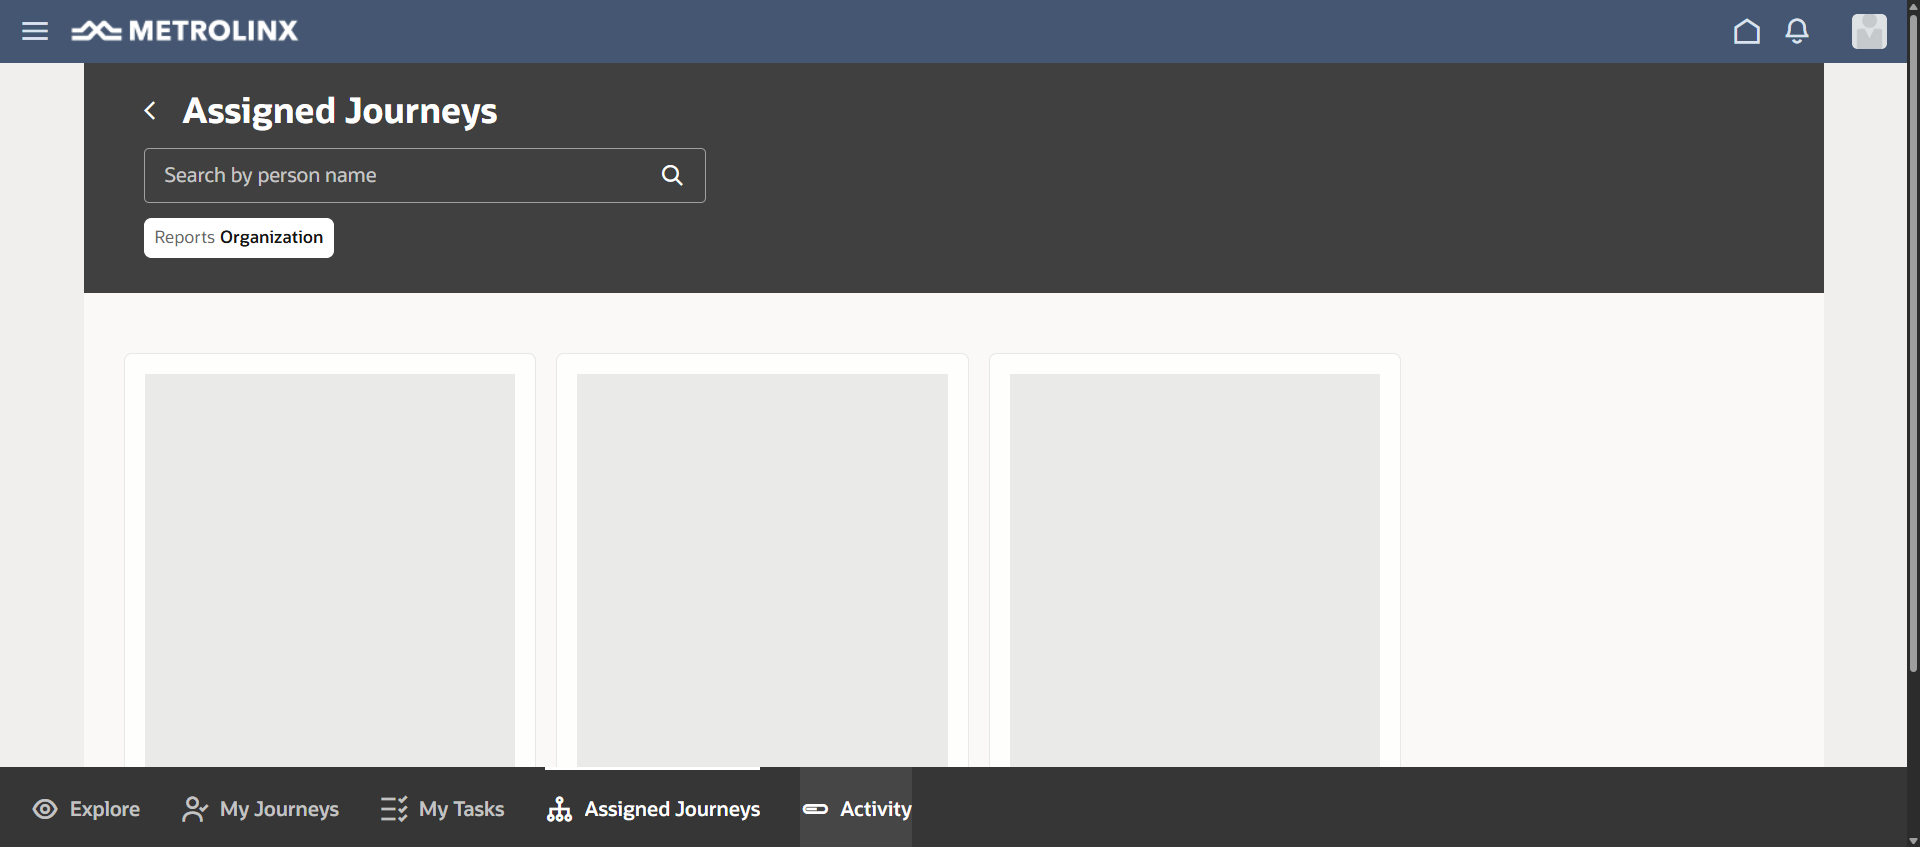 METROLINX
Assigned Journeys
Search by person name
Reports Organization
Explore
My Journeys
My Tasks
Assigned Journeys
Activity